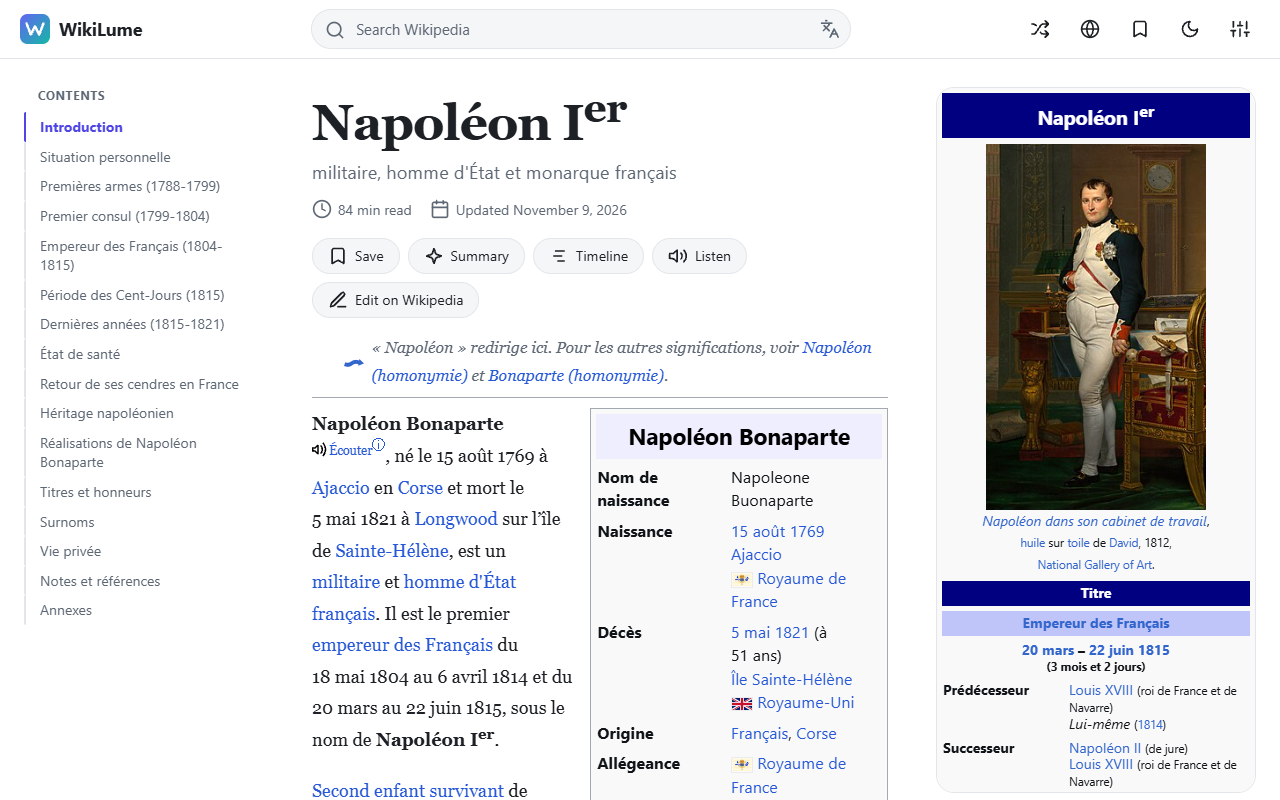 WikiLume
Search Wikipedia
CONTENTS
Introduction
Situation personnelle
Premières armes (1788-1799)
Premier consul (1799-1804)
Empereur des Français (1804-
1815)
Période des Cent-Jours (1815)
Dernières années (1815-1821)
État de santé
Retour de ses cendres en France
Héritage napoléonien
Réalisations de Napoléon
Bonaparte
Titres et honneurs
Surnoms
Vie privée
Notes et références
Annexes
Napoléon Ier
militaire, homme d'État et monarque français
84 min read Updated November 9, 2026
Save Summary Timeline Listen
Edit on Wikipedia
« Napoléon » redirige ici. Pour les autres significations, voir Napoléon
(homonymie) et Bonaparte (homonymie).
Napoléon Bonaparte
Écouter, né le 15 août 1769 à
Ajaccio en Corse et mort le
5 mai 1821 à Longwood sur l’île
de Sainte-Hélène, est un
militaire et homme d'État
français. Il est le premier
empereur des Français du
18 mai 1804 au 6 avril 1814 et du
20 mars au 22 juin 1815, sous le
nom de Napoléon Ier.
Second enfant survivant de
Napoléon Bonaparte
Nom de naissance Napoleone
Buonaparte
Naissance 15 août 1769
Ajaccio
Royaume de
France
Décès 5 mai 1821 (à
51 ans)
Île Sainte-Hélène
Royaume-Uni
Origine Français, Corse
Allégeance Royaume de
France
Napoléon Ier
Napoléon dans son cabinet de travail,
huile sur toile de David, 1812,
National Gallery of Art.
Titre
Empereur des Français
20 mars – 22 juin 1815
(3 mois et 2 jours)
Prédécesseur Louis XVIII (roi de France et de
Navarre)
Lui-même (1814)
Successeur Napoléon II (de jure)
Louis XVIII (roi de France et de
Navarre)